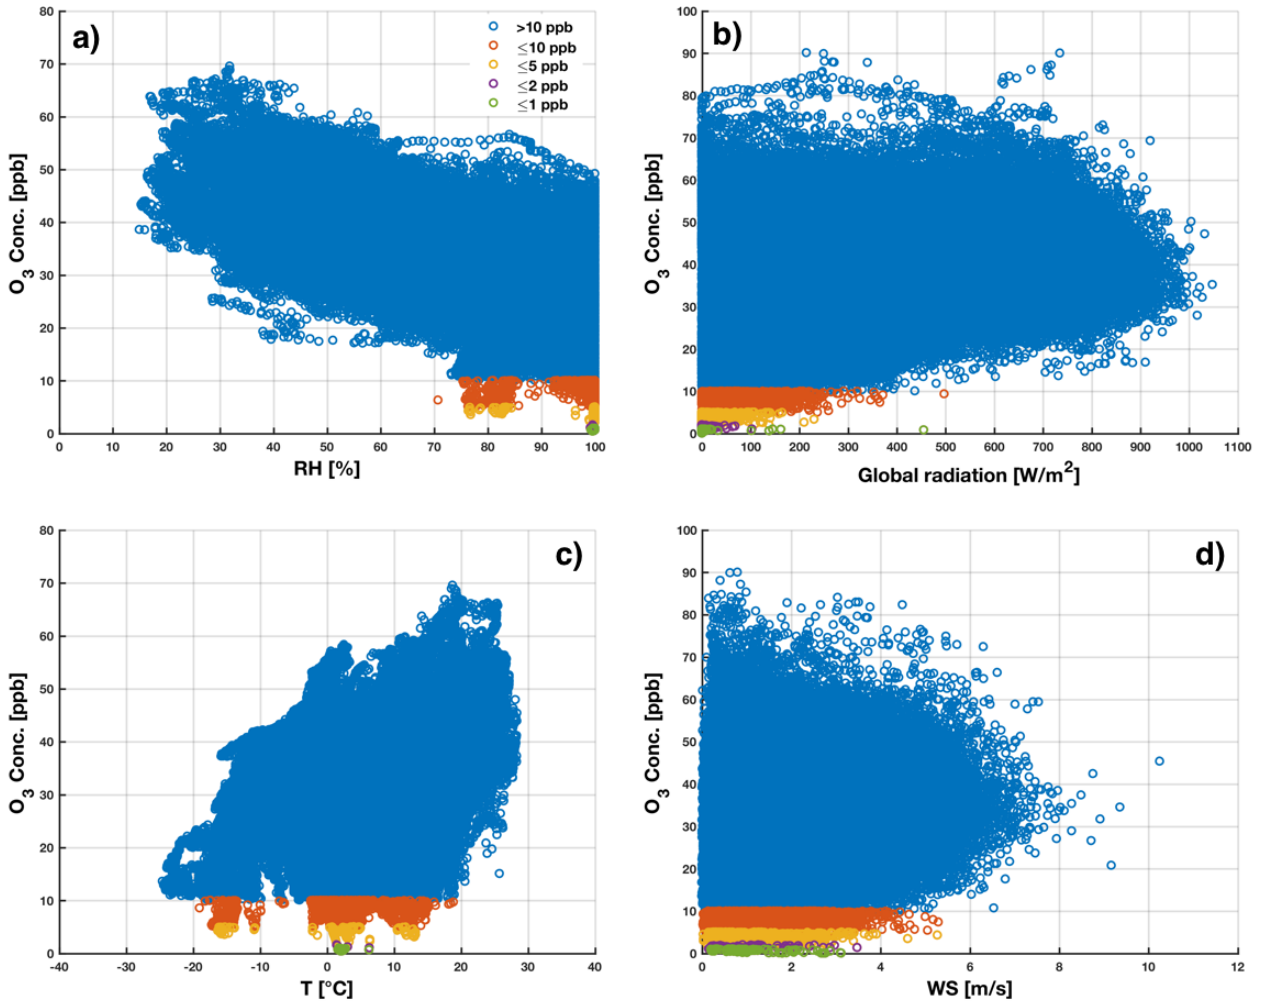 a)
>10 ppb
≤10 ppb
≤5 ppb
≤2 ppb
≤1 ppb
80
70
60
50
40
30
20
10
0
O3 Conc. [ppb]
0 10 20 30 40 50 60 70 80 90 100
RH [%]
b)
100
90
80
70
60
50
40
30
20
10
0
O3 Conc. [ppb]
0 100 200 300 400 500 600 700 800 900 1000 1100
Global radiation [W/m2]
c)
80
70
60
50
40
30
20
10
0
O3 Conc. [ppb]
-40 -30 -20 -10 0 10 20 30 40
T [°C]
d)
100
90
80
70
60
50
40
30
20
10
0
O3 Conc. [ppb]
0 2 4 6 8 10 12
WS [m/s]